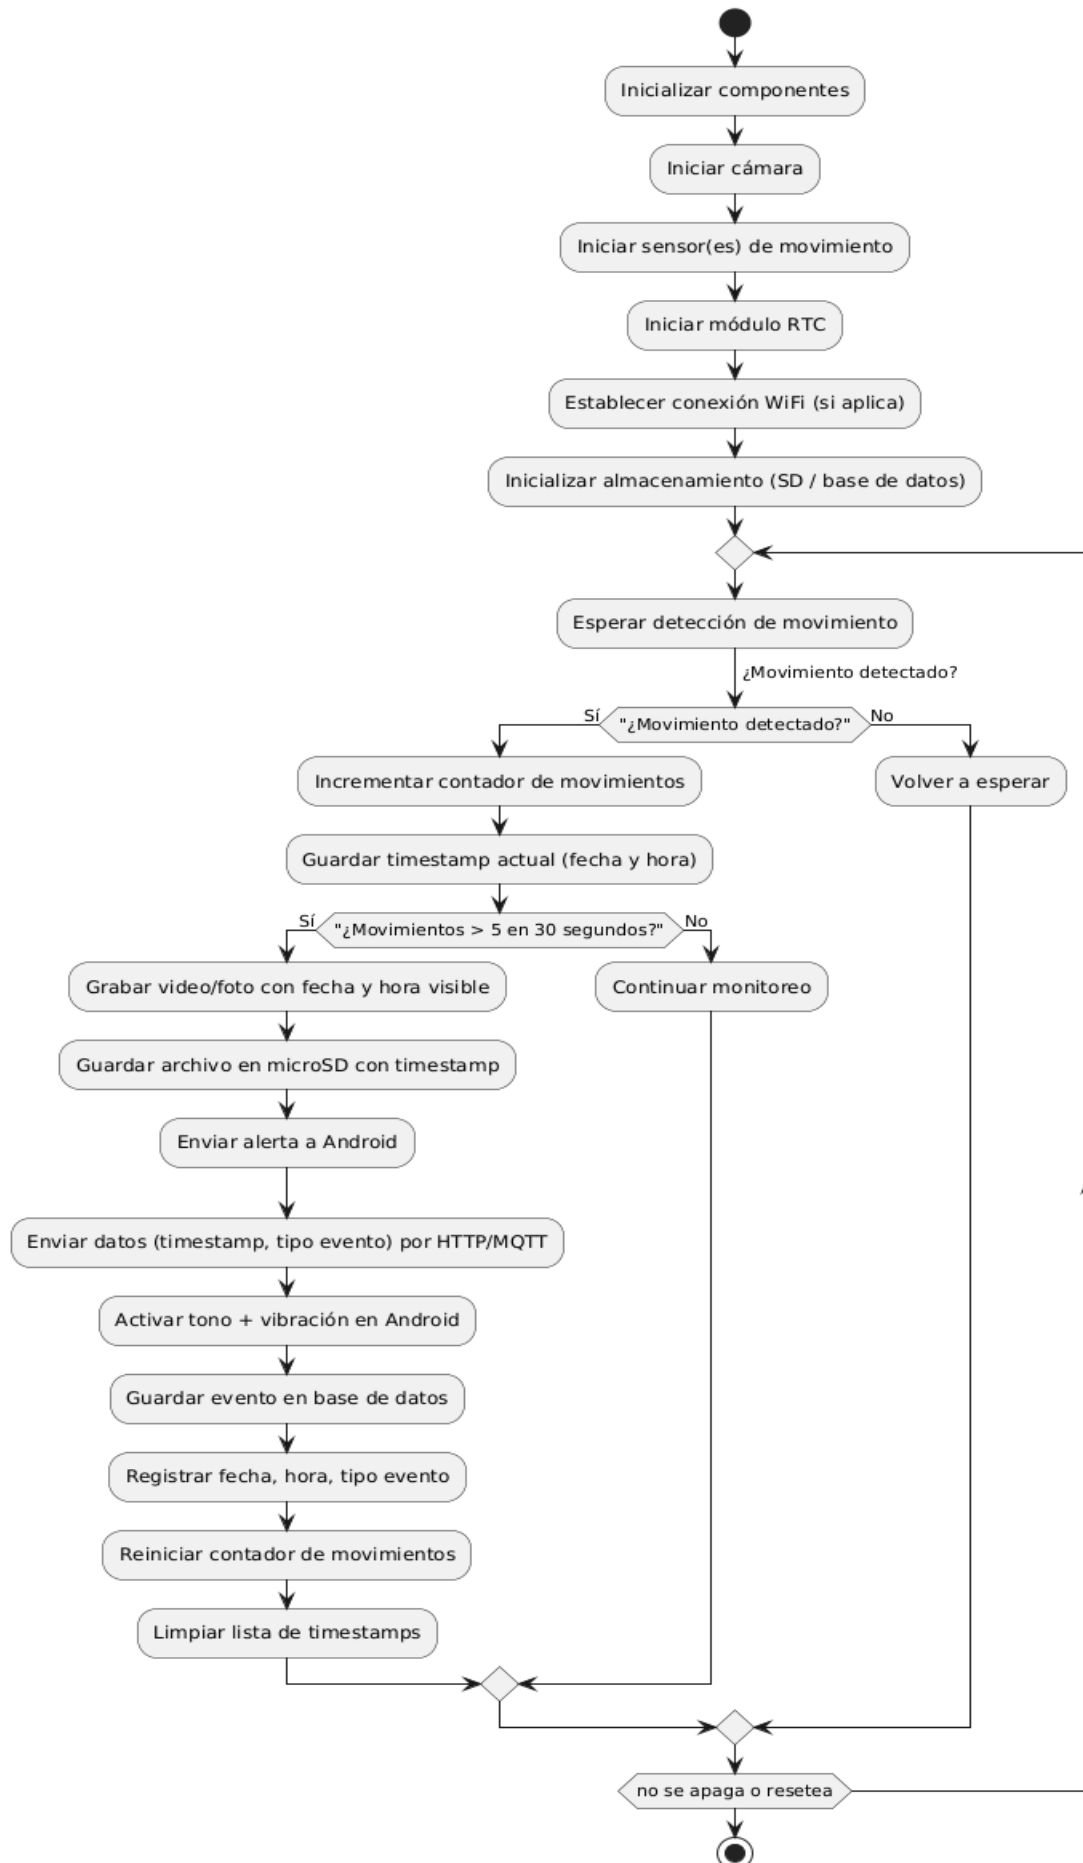 Inicializar componentes
Iniciar cámara
Iniciar sensor(es) de movimiento
Iniciar módulo RTC
Establecer conexión WiFi (si aplica)
Inicializar almacenamiento (SD / base de datos)
Esperar detección de movimiento
¿Movimiento detectado?
Sí
"¿Movimiento detectado?"
No
Incrementar contador de movimientos
Volver a esperar
Guardar timestamp actual (fecha y hora)
Sí
"¿Movimientos > 5 en 30 segundos?"
No
Grabar video/foto con fecha y hora visible
Continuar monitoreo
Guardar archivo en microSD con timestamp
Enviar alerta a Android
Enviar datos (timestamp, tipo evento) por HTTP/MQTT
Activar tono + vibración en Android
Guardar evento en base de datos
Registrar fecha, hora, tipo evento
Reiniciar contador de movimientos
Limpiar lista de timestamps
no se apaga o resetea